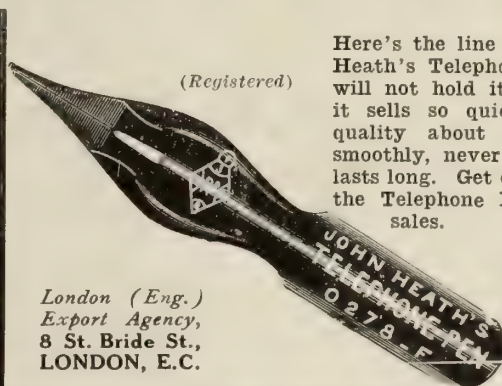 (Registered)
Here's the line
Heath's Telepho
will not hold it
it sells so qui
quality about
smoothly, never
lasts long. Get
the Telephone
sales.
JOHN HEATH'S
TELEPHONE PEN
0278-F
London (Eng.)
Export Agency,
8 St. Bride St.,
LONDON, E.C.